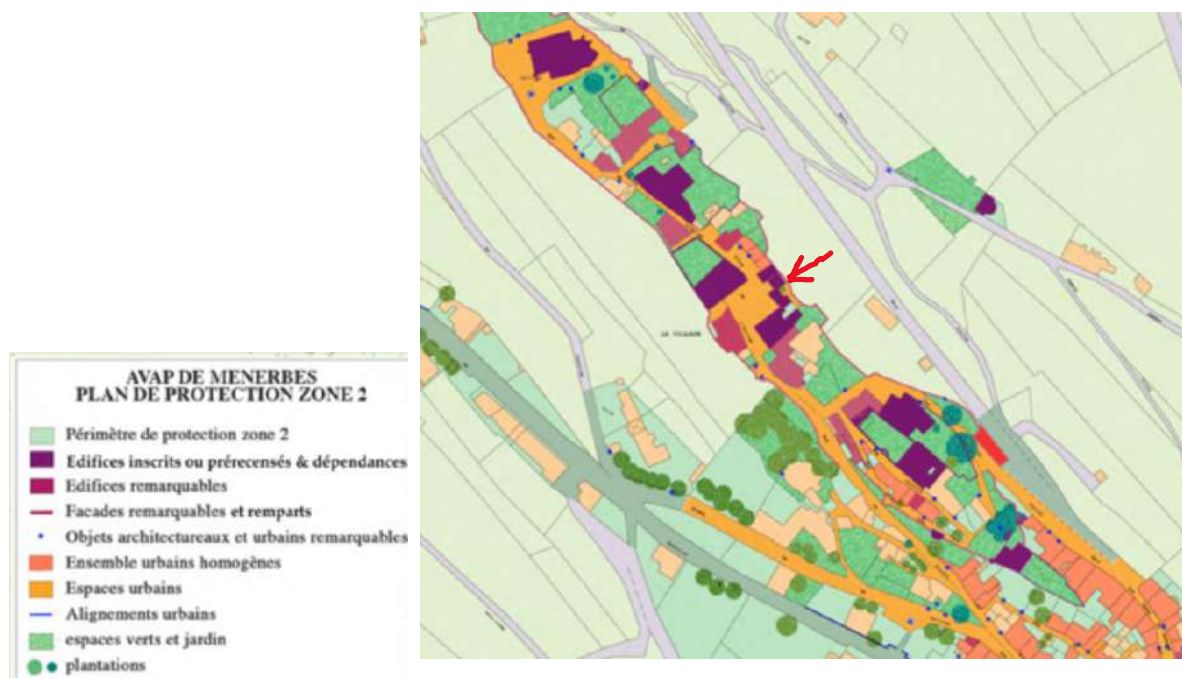 LE VILLAGE
AVAP DE MENERBES
PLAN DE PROTECTION ZONE 2
Périmètre de protection zone 2
Edifices inscrits ou prérecensés & dépendances
Edifices remarquables
Facades remarquables et remparts
Objets architectureaux et urbains remarquables
Ensemble urbains homogènes
Espaces urbains
Alignements urbains
espaces verts et jardin
plantations